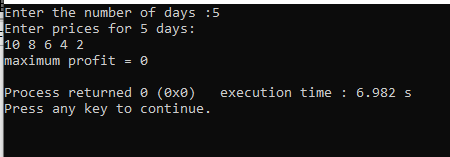 Enter the number of days :5
Enter prices for 5 days:
10 8 6 4 2
maximum profit = 0
Process returned 0 (0x0)   execution time : 6.982 s
Press any key to continue.